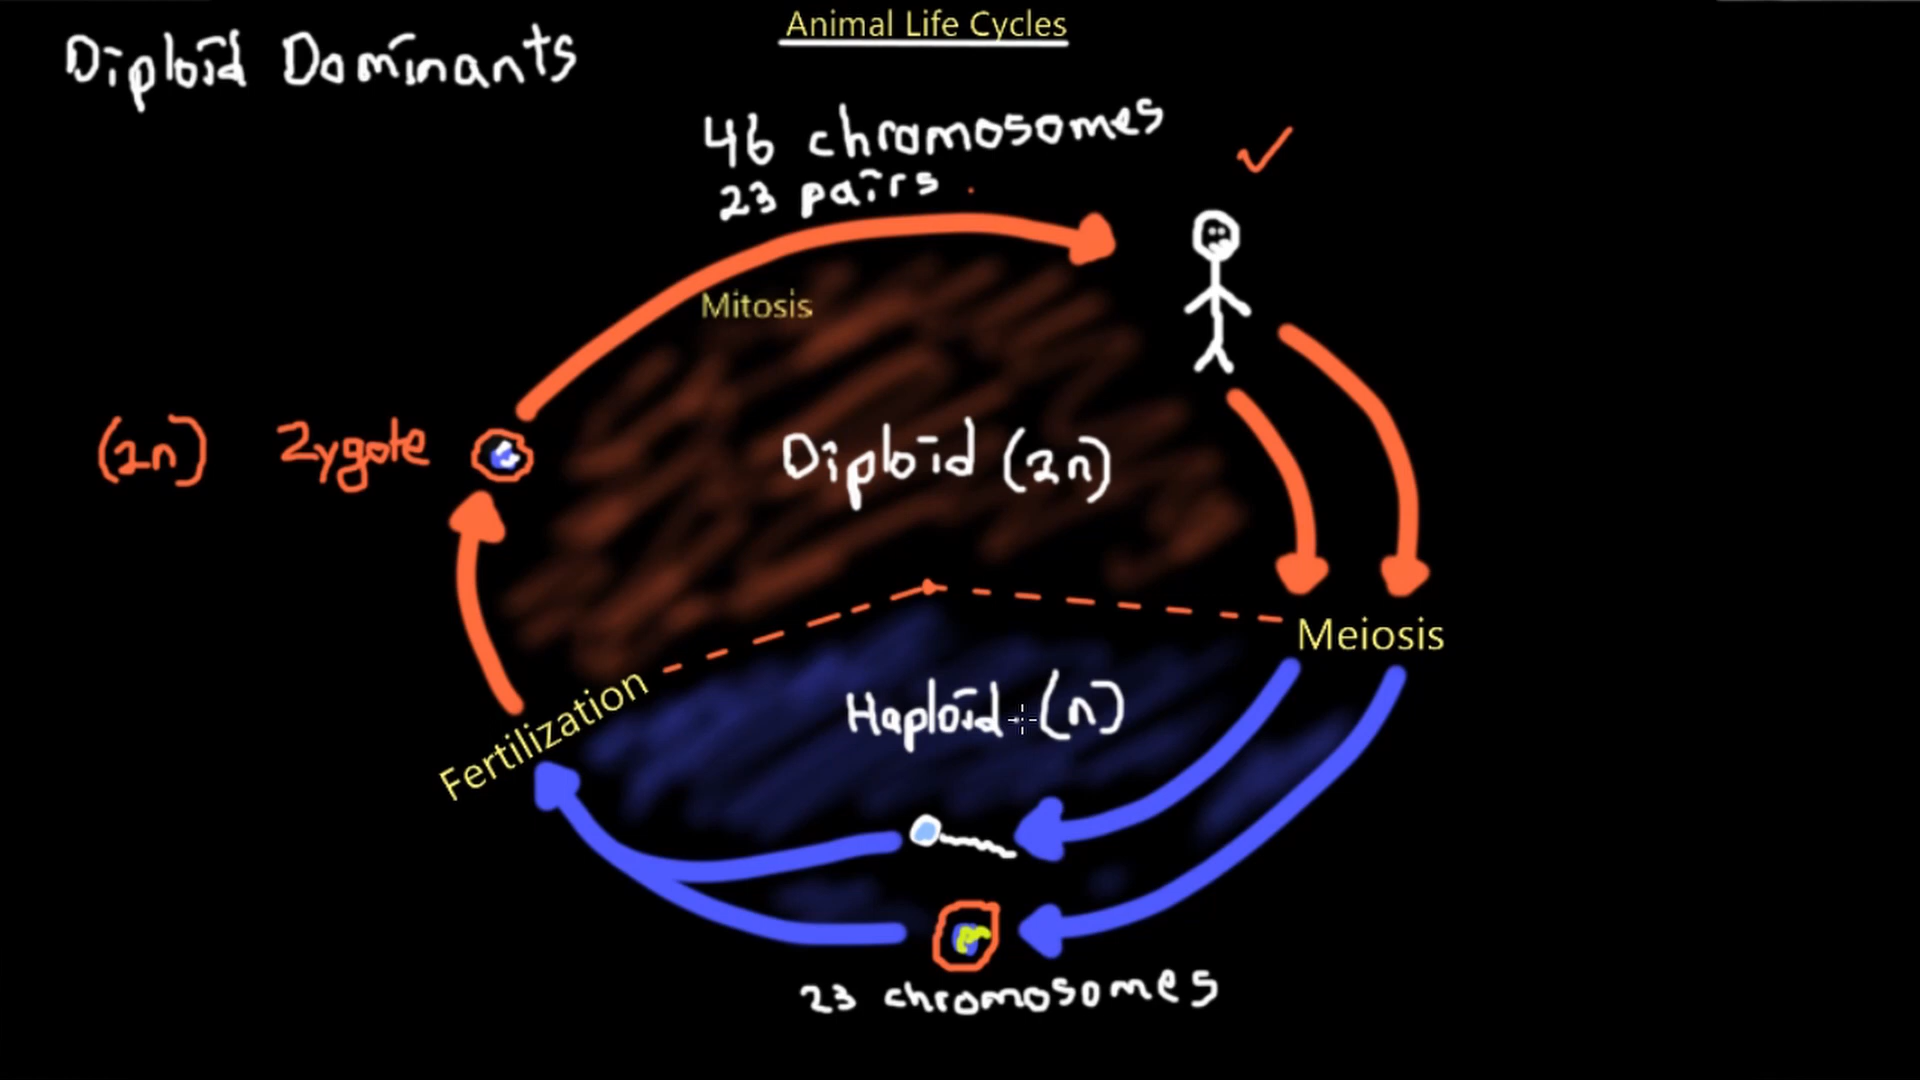 Animal Life Cycles
Diploid Dominants
46 chromosomes
23 pairs
Mitosis
(2n) Zygote
Diploid (2n)
Meiosis
Haploid (n)
Fertilization
23 chromosomes